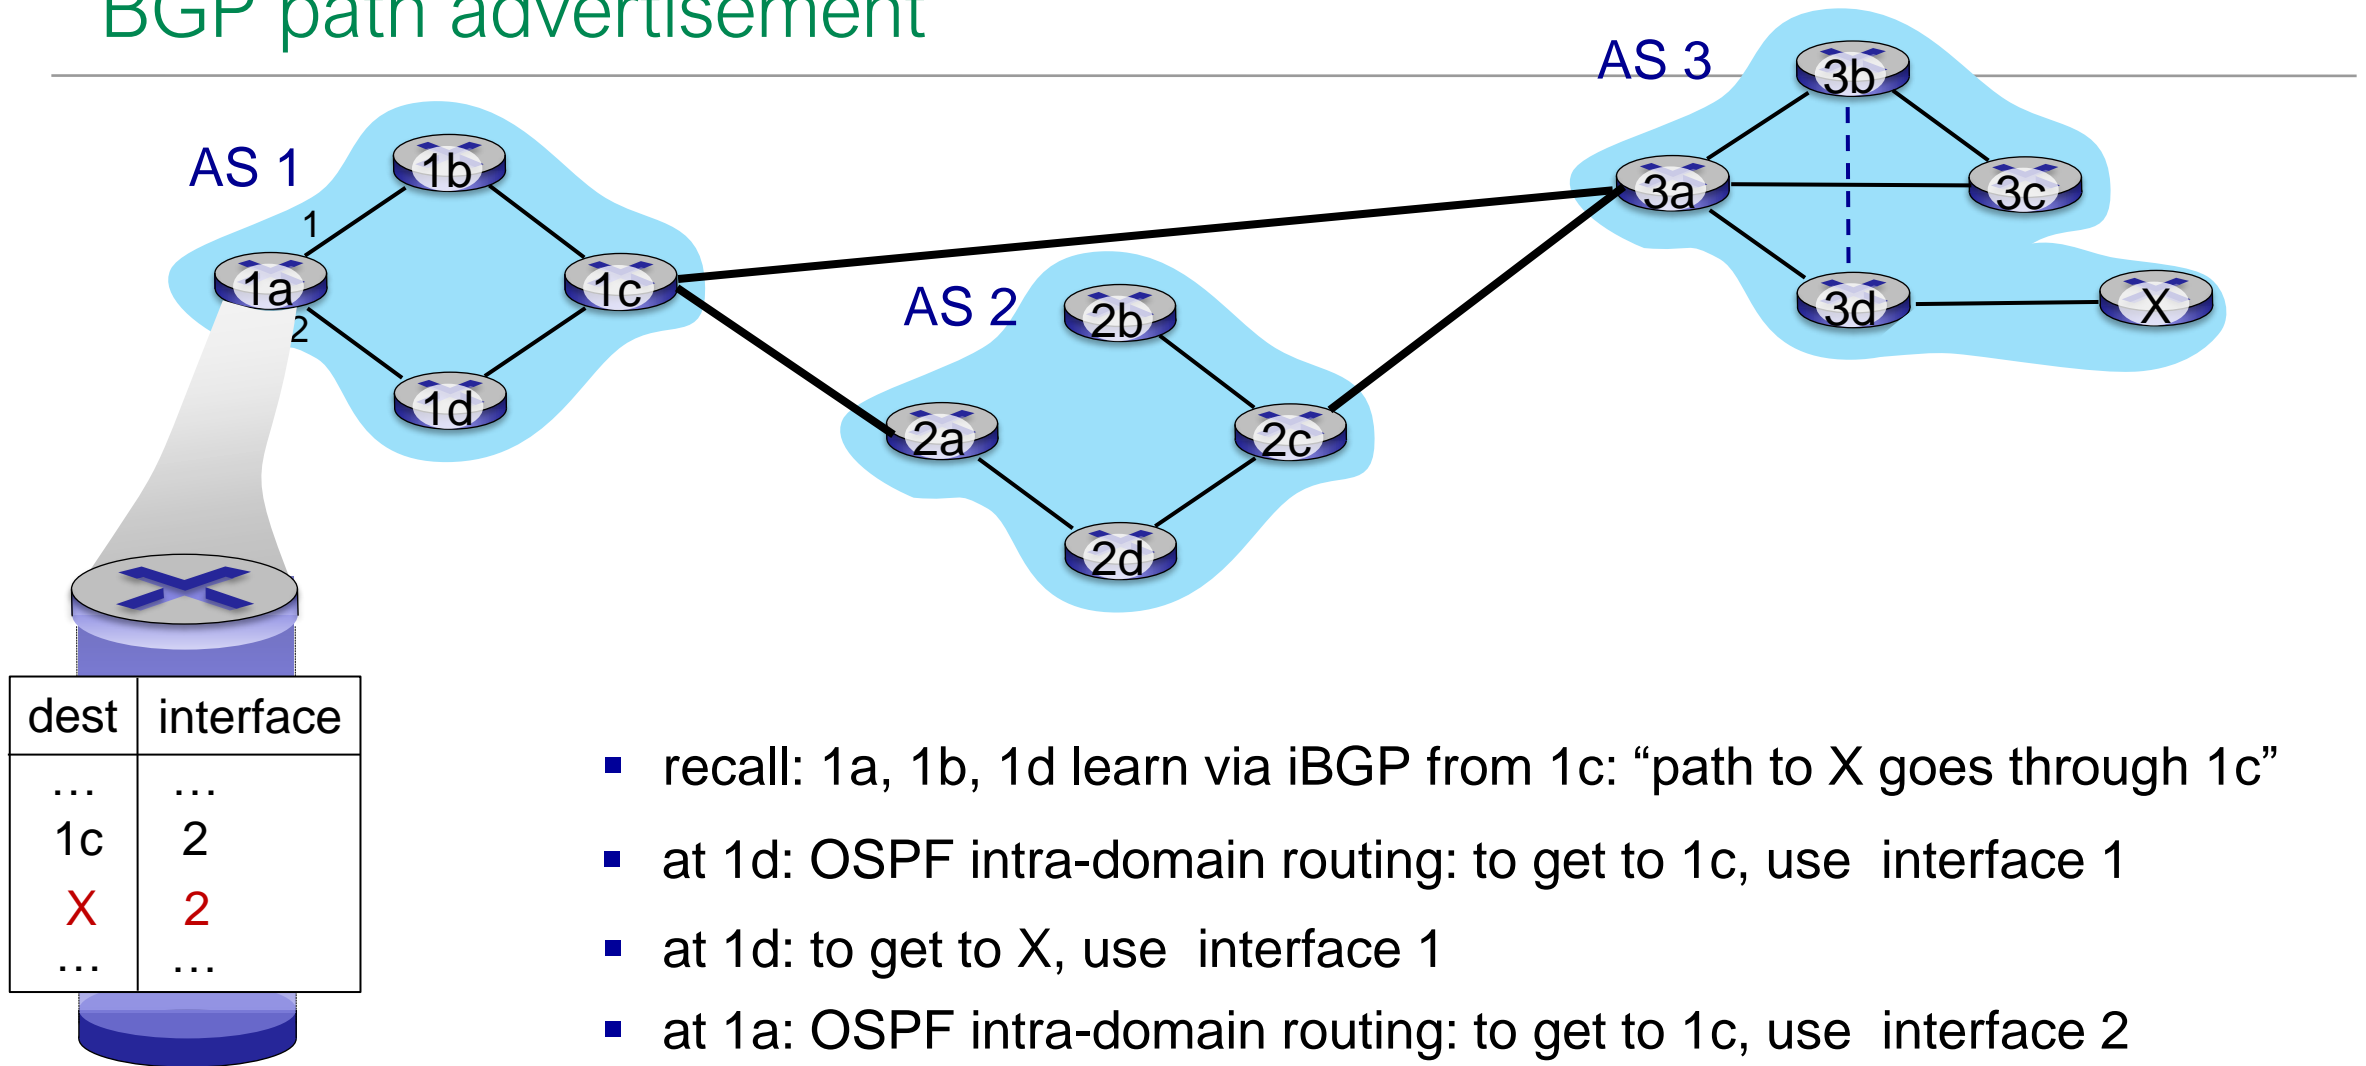 BGP path advertisement
AS 3
3b
AS 1
1b
3a
3c
1
1a
1c
AS 2
2b
3d
X
2
1d
2a
2c
2d
dest interface
... ...
1c 2
X 2
... ...
recall: 1a, 1b, 1d learn via iBGP from 1c: “path to X goes through 1c”
at 1d: OSPF intra-domain routing: to get to 1c, use interface 1
at 1d: to get to X, use interface 1
at 1a: OSPF intra-domain routing: to get to 1c, use interface 2